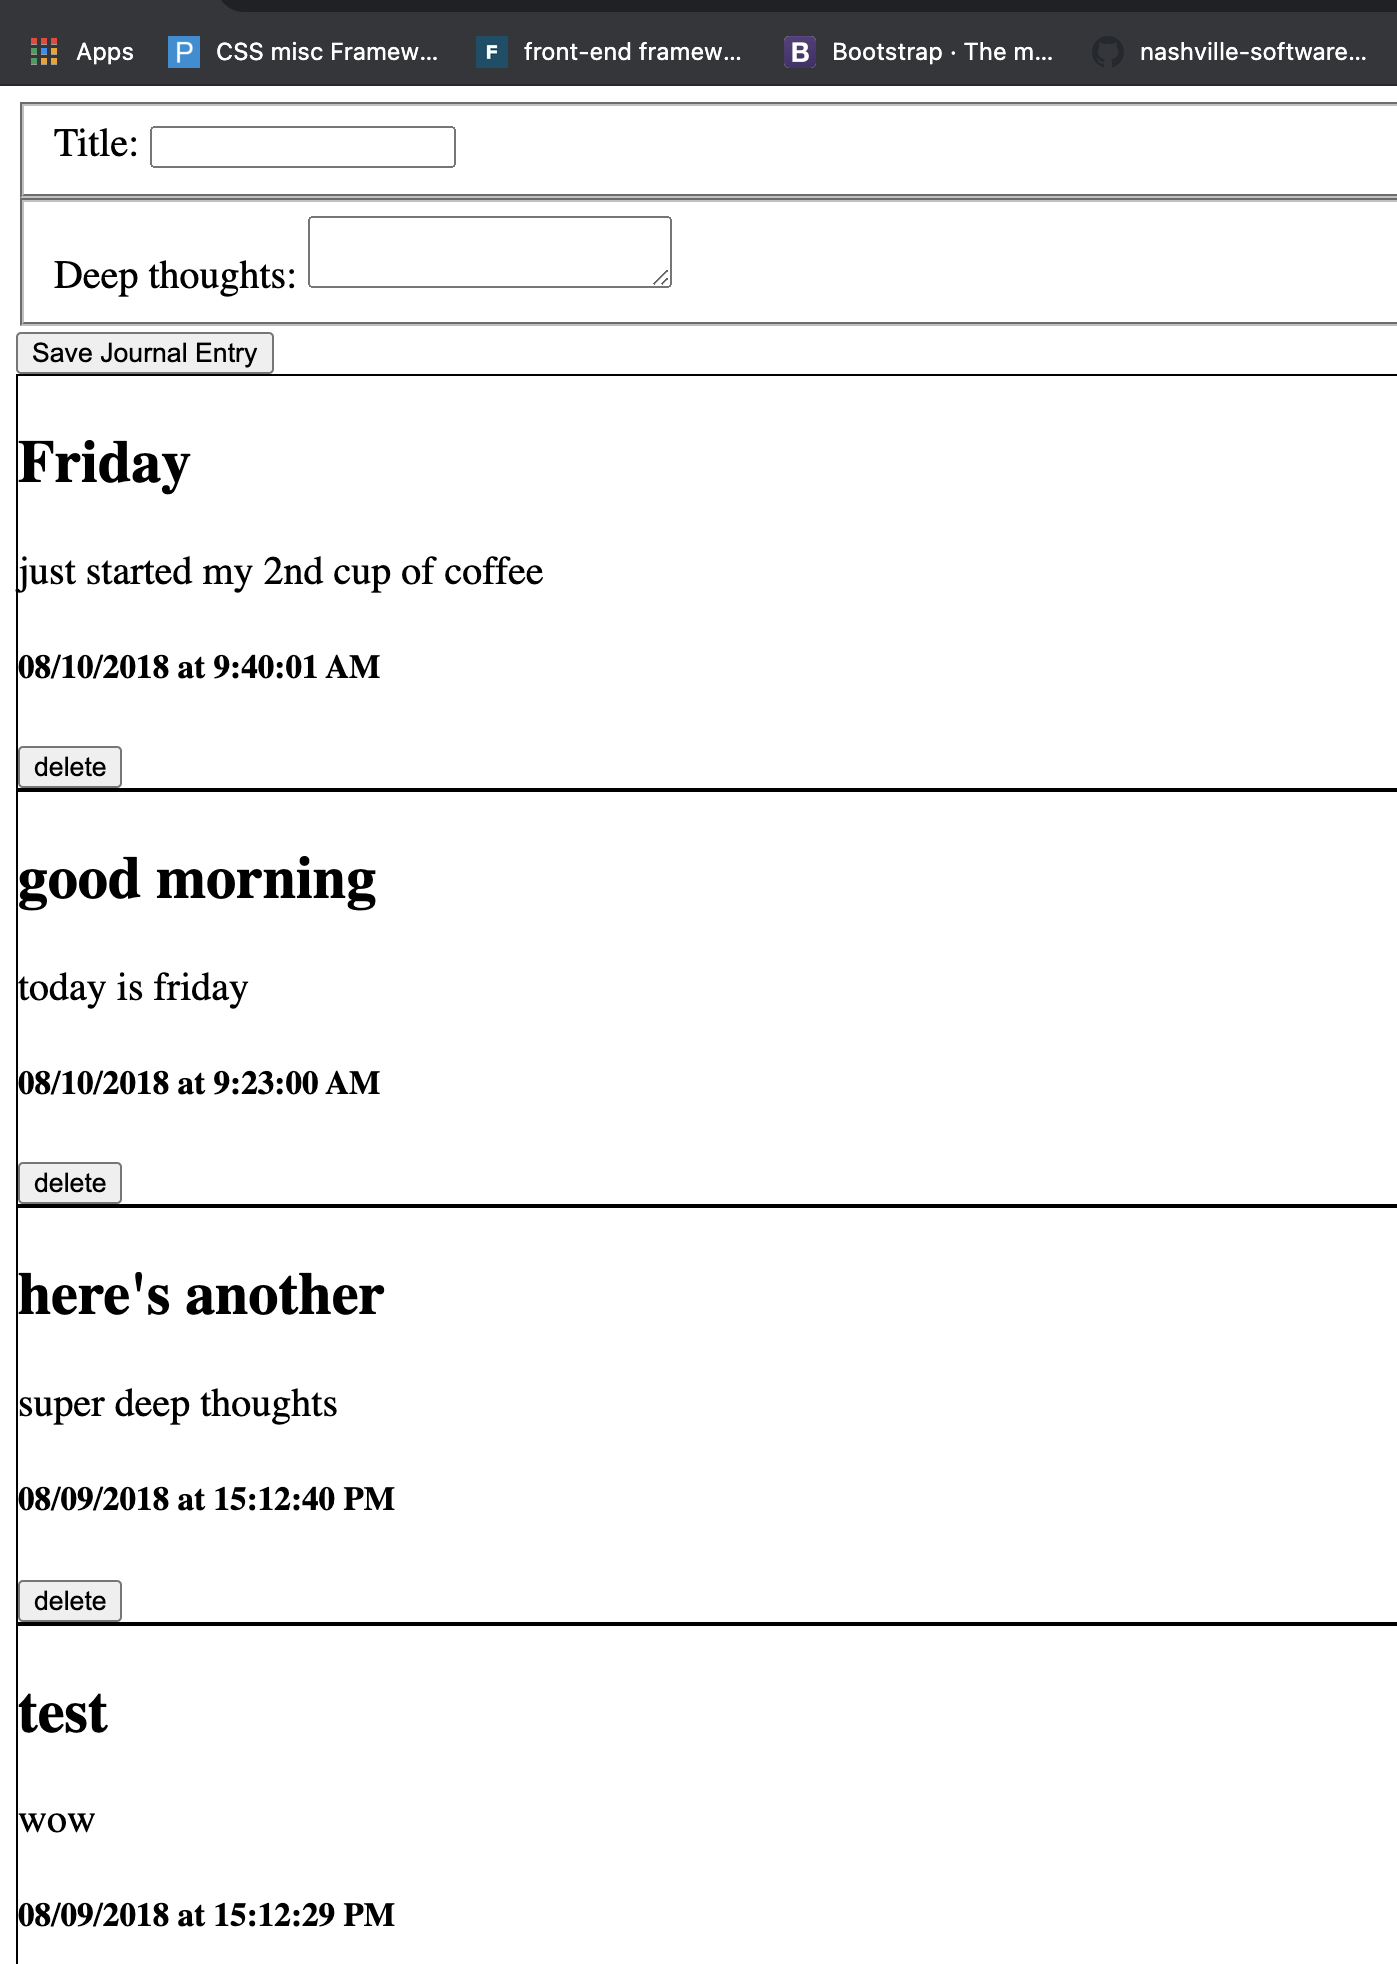 Apps P CSS misc Framew... F front-end framew... B Bootstrap · The m... nashville-software...
Title:
Deep thoughts:
Save Journal Entry
Friday
just started my 2nd cup of coffee
08/10/2018 at 9:40:01 AM
delete
good morning
today is friday
08/10/2018 at 9:23:00 AM
delete
here's another
super deep thoughts
08/09/2018 at 15:12:40 PM
delete
test
wow
08/09/2018 at 15:12:29 PM